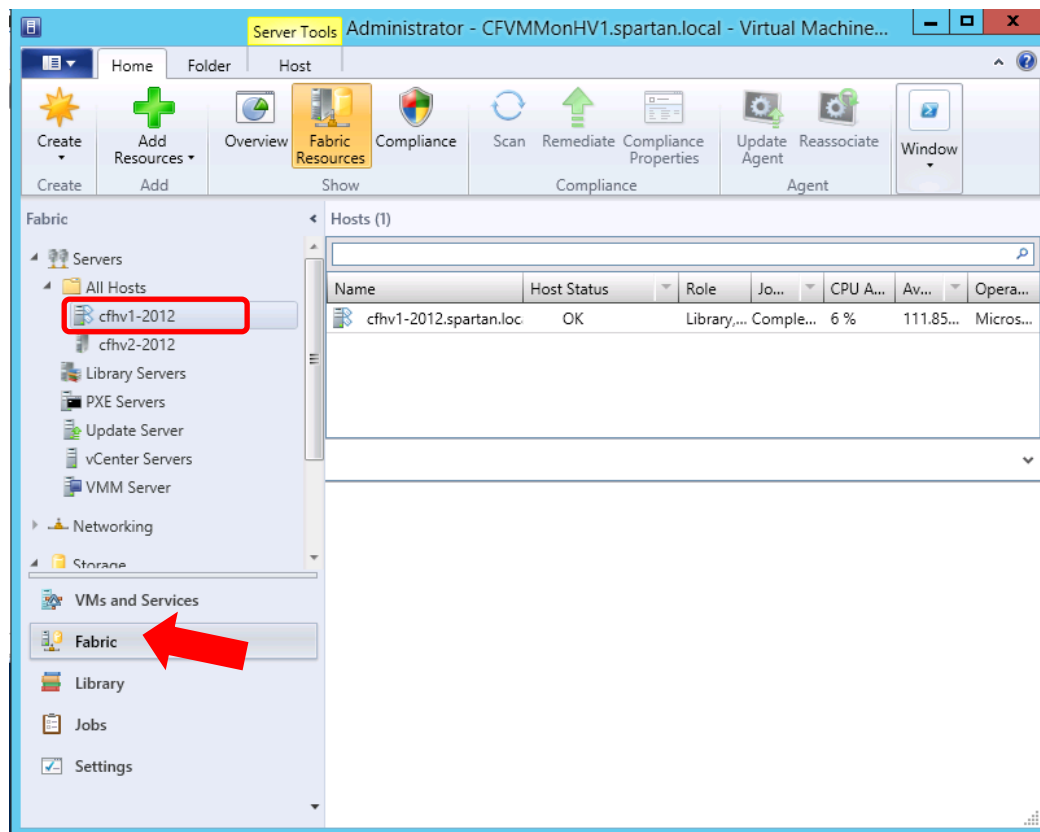 Server Tools Administrator - CFVMMonHV1.spartan.local - Virtual Machine...
Home Folder Host
Create Add Resources Overview Fabric Resources Compliance Scan Remediate Compliance Properties Update Agent Reassociate Window
Create Add Show Compliance Agent
Fabric
Servers
All Hosts
cfhv1-2012
cfhv2-2012
Library Servers
PXE Servers
Update Server
vCenter Servers
VMM Server
Networking
Storage
VMs and Services
Fabric
Library
Jobs
Settings
Hosts (1)
Name Host Status Role Jo... CPU A... Av... Opera...
cfhv1-2012.spartan.loc OK Library,... Comple... 6 % 111.85... Micros...